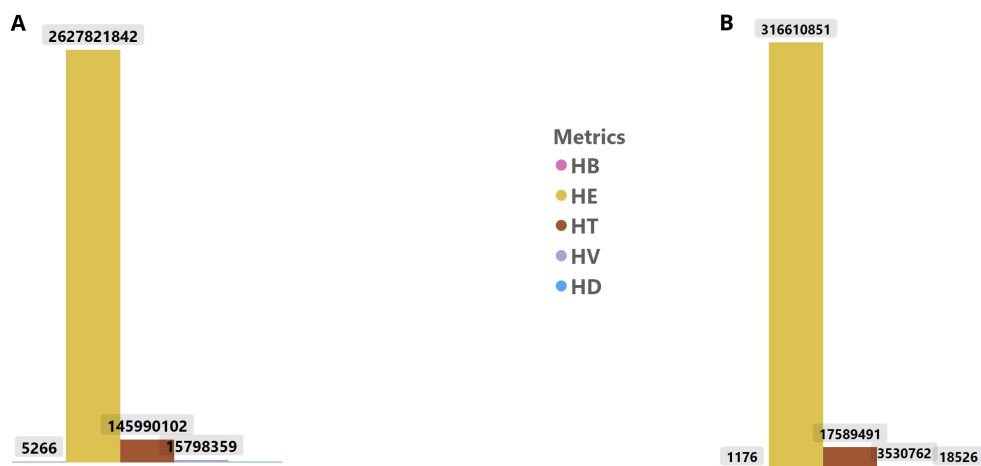 A
2627821842
145990102
15798359
5266
Metrics
HB
HE
HT
HV
HD
B
316610851
17589491
3530762
1176
18526